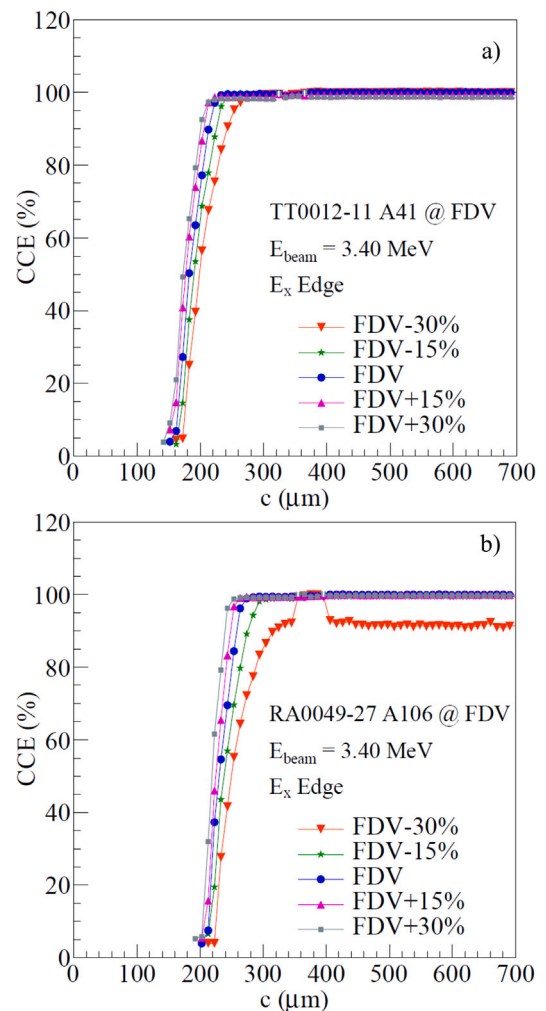 120
a)
100
80
CCE (%)
60
TT0012-11 A41 @ FDV
E_beam = 3.40 MeV
E_x Edge
40
FDV-30%
FDV-15%
20
FDV
FDV+15%
FDV+30%
0
0 100 200 300 400 500 600 700
c (μm)
120
b)
100
80
CCE (%)
60
RA0049-27 A106 @ FDV
E_beam = 3.40 MeV
E_x Edge
40
FDV-30%
FDV-15%
20
FDV
FDV+15%
FDV+30%
0
0 100 200 300 400 500 600 700
c (μm)